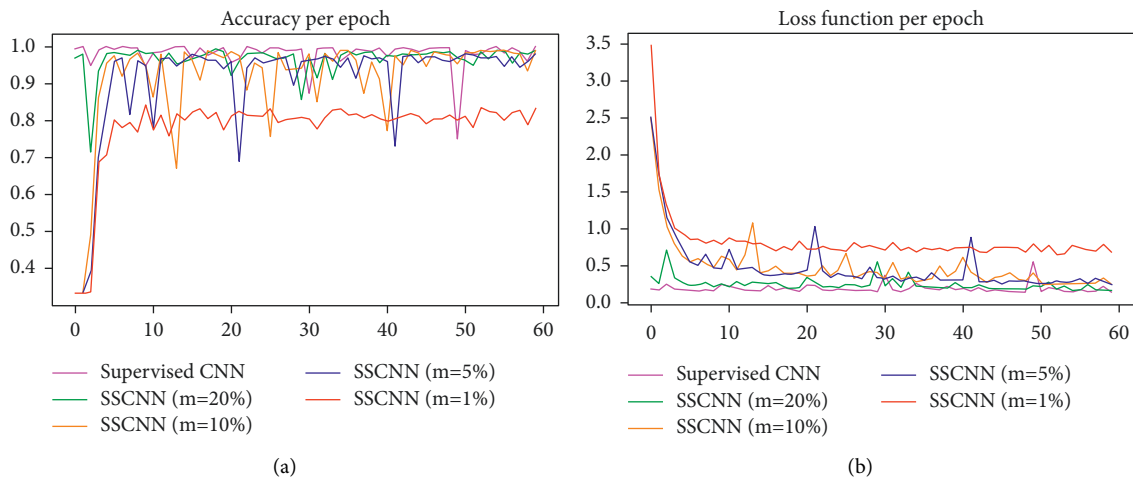 Accuracy per epoch
1.0
0.9
0.8
0.7
0.6
0.5
0.4
0 10 20 30 40 50 60
Supervised CNN
SSCNN (m=20%)
SSCNN (m=10%)
SSCNN (m=5%)
SSCNN (m=1%)
(a)
Loss function per epoch
3.5
3.0
2.5
2.0
1.5
1.0
0.5
0.0
0 10 20 30 40 50 60
Supervised CNN
SSCNN (m=20%)
SSCNN (m=10%)
SSCNN (m=5%)
SSCNN (m=1%)
(b)